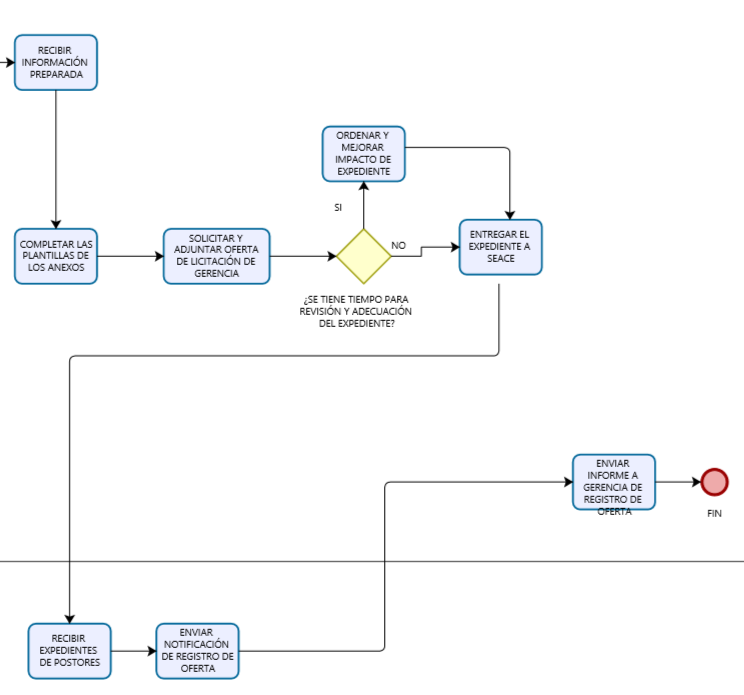 RECIBIR
INFORMACIÓN
PREPARADA
COMPLETAR LAS
PLANTILLAS DE
LOS ANEXOS
SOLICITAR Y
ADJUNTAR OFERTA
DE LICITACIÓN DE
GERENCIA
ORDENAR Y
MEJORAR
IMPACTO DE
EXPEDIENTE
SI
NO
¿SE TIENE TIEMPO PARA
REVISIÓN Y ADECUACIÓN
DEL EXPEDIENTE?
ENTREGAR EL
EXPEDIENTE A
SEACE
RECIBIR
EXPEDIENTES
DE POSTORES
ENVIAR
NOTIFICACIÓN
DE REGISTRO DE
OFERTA
ENVIAR
INFORME A
GERENCIA DE
REGISTRO DE
OFERTA
FIN